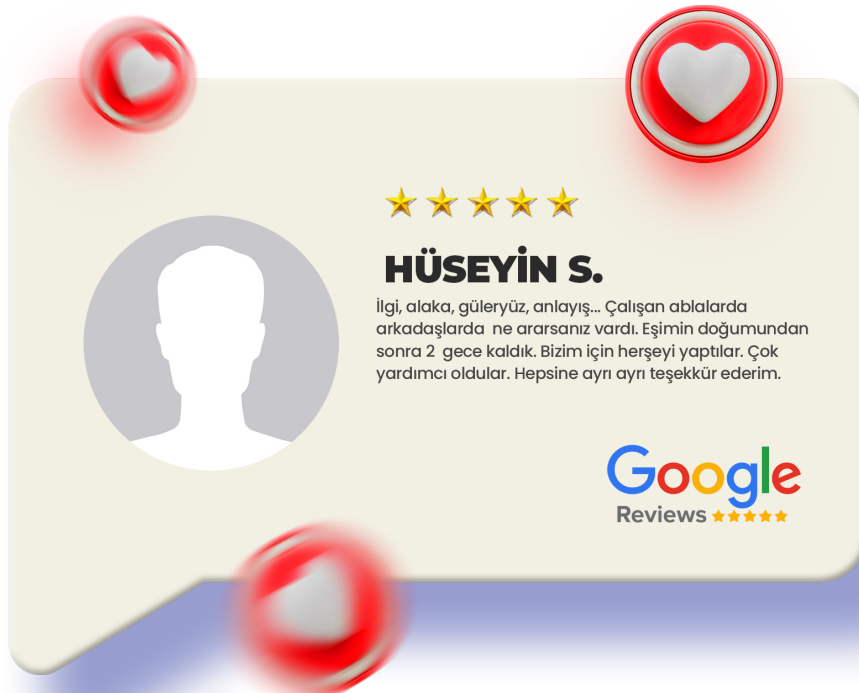 HÜSEYİN S.
İlgi, alaka, güleryüz, anlayış... Çalışan ablalarda
arkadaşlarda ne ararsanız vardı. Eşimin doğumundan
sonra 2 gece kaldık. Bizim için herşeyi yaptılar. Çok
yardımcı oldular. Hepsine ayrı ayrı teşekkür ederim.
Google
Reviews